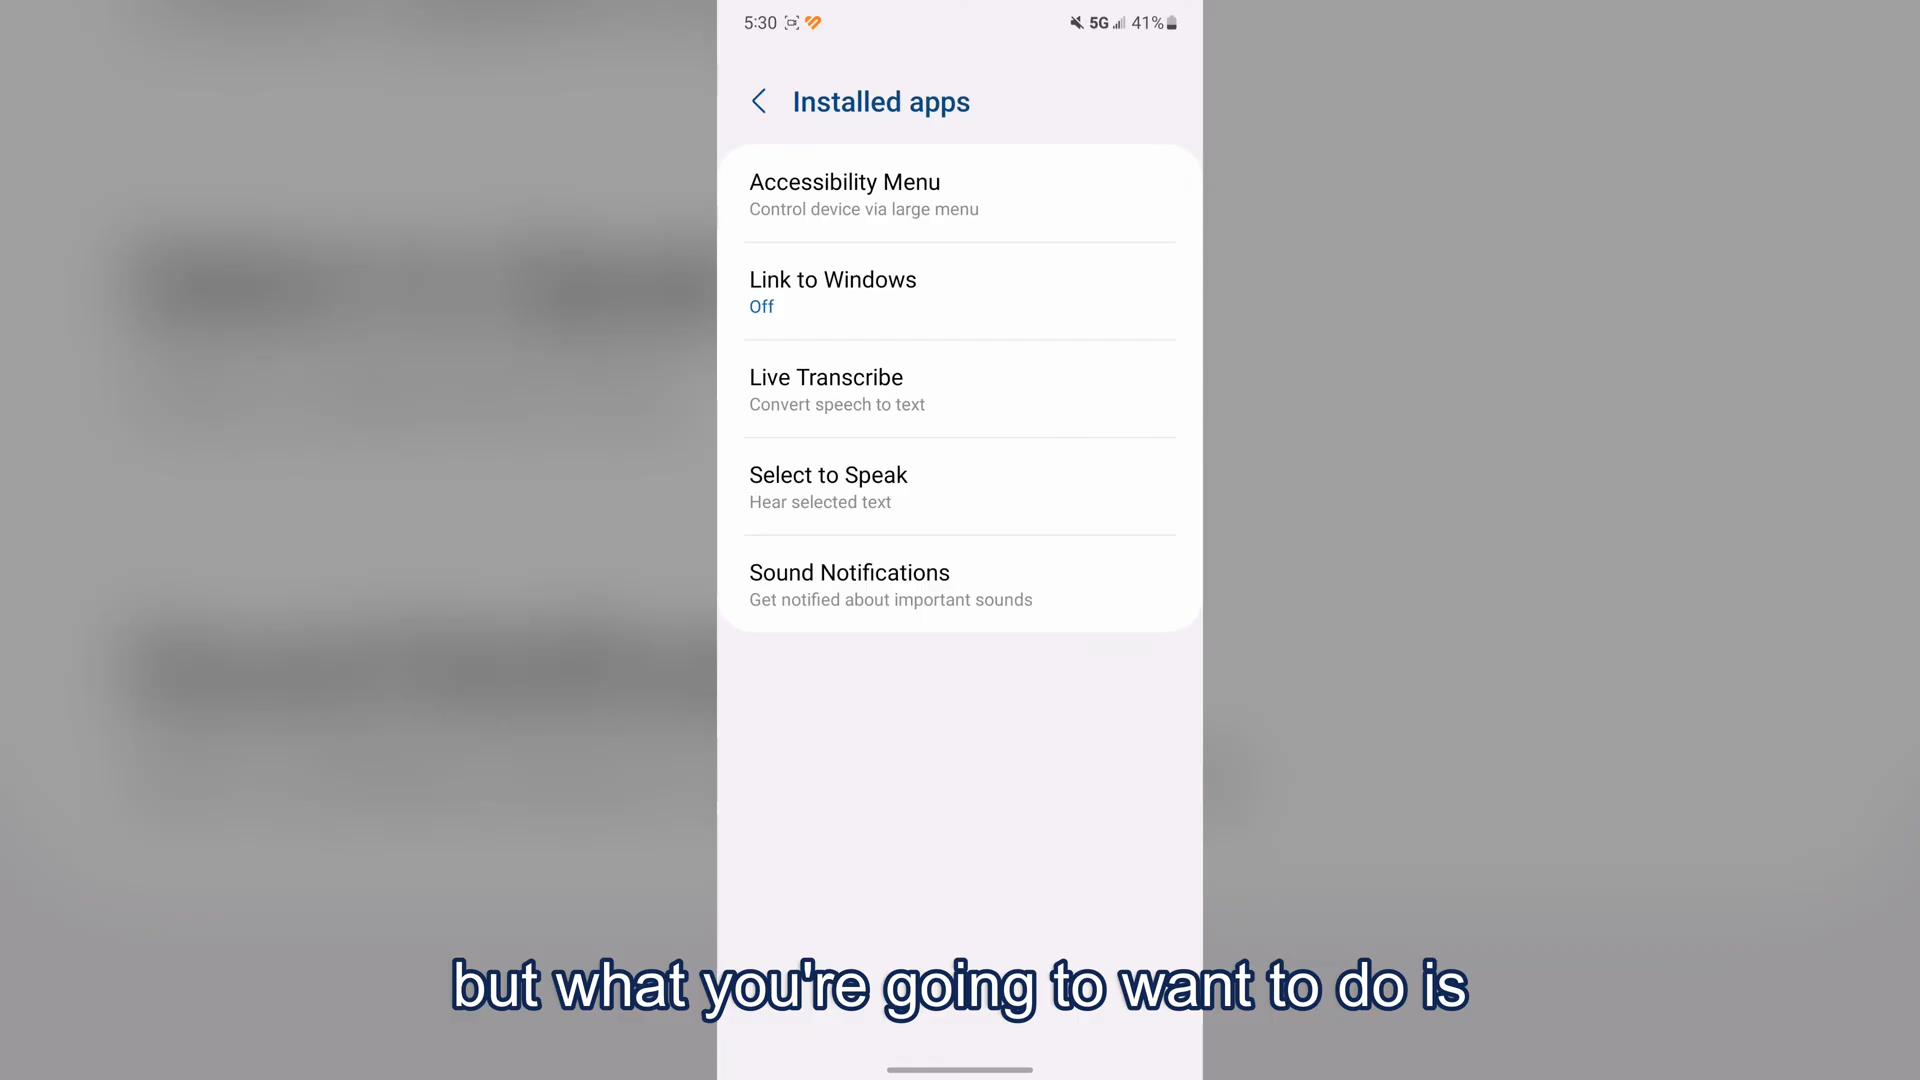 5:30
5G 41%
Installed apps
Accessibility Menu
Control device via large menu
Link to Windows
Off
Live Transcribe
Convert speech to text
Select to Speak
Hear selected text
Sound Notifications
Get notified about important sounds
but what you're going to want to do is